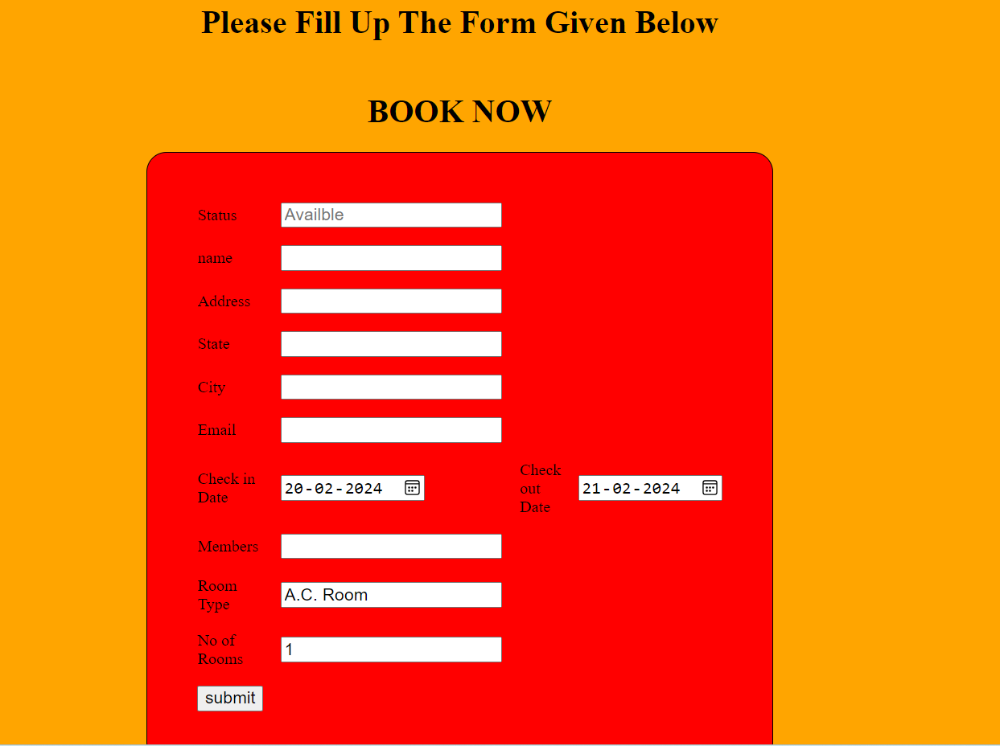 Please Fill Up The Form Given Below
BOOK NOW
Status
Availble
name
Address
State
City
Email
Check in
Date
20-02-2024
Check
out
Date
21-02-2024
Members
Room
Type
A.C. Room
No of
Rooms
1
submit